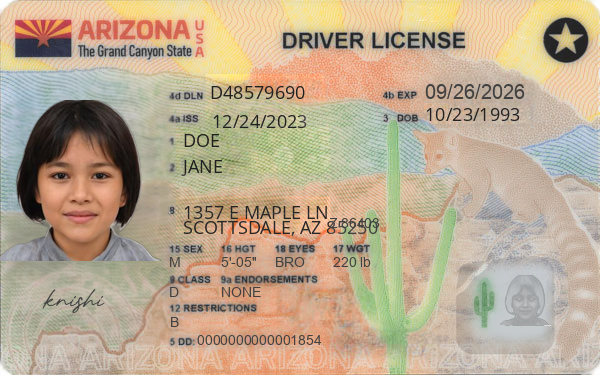 ARIZONA USA
The Grand Canyon State
DRIVER LICENSE
4d DLN D48579690
4b EXP 09/26/2026
4a ISS 12/24/2023
3 DOB 10/23/1993
1 DOE
2 JANE
8 1357 E MAPLE LN
SCOTTSDALE, AZ 85250
15 SEX 16 HGT 18 EYES 17 WGT
M 5'-05" BRO 220 lb
9 CLASS 9a ENDORSEMENTS
D NONE
12 RESTRICTIONS
B
knishi
5 DD: 0000000000001854
ARIZONA ARIZONA ARIZONA ARIZONA